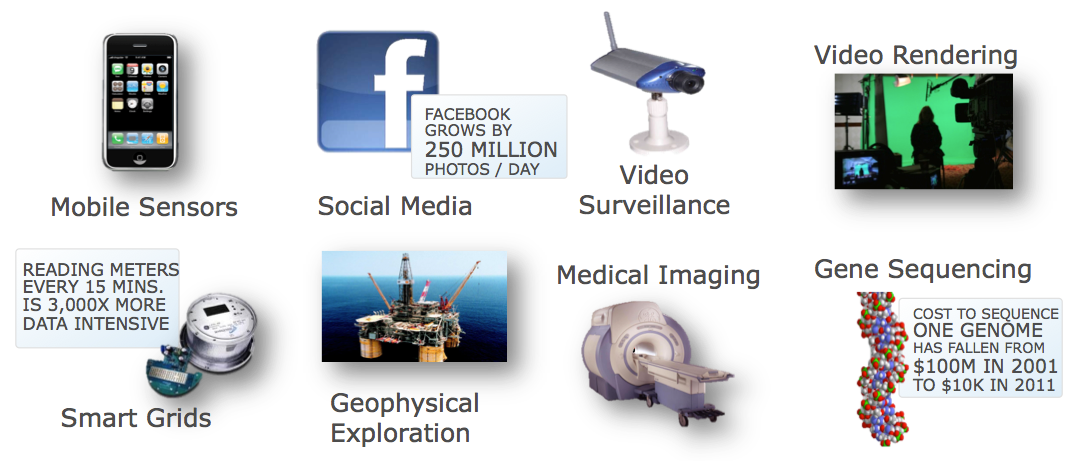 Mobile Sensors
f
FACEBOOK
GROWS BY
250 MILLION
PHOTOS / DAY
Social Media
Video
Surveillance
Video Rendering
READING METERS
EVERY 15 MINS.
IS 3,000X MORE
DATA INTENSIVE
Smart Grids
Geophysical
Exploration
Medical Imaging
Gene Sequencing
COST TO SEQUENCE
ONE GENOME
HAS FALLEN FROM
$100M IN 2001
TO $10K IN 2011